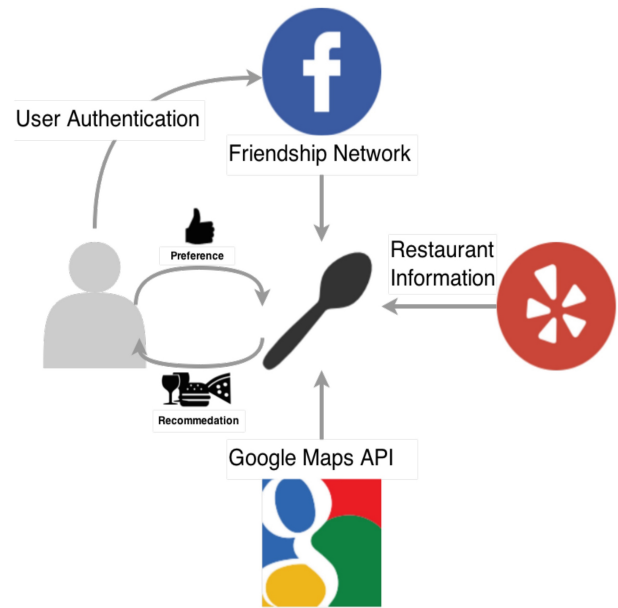 User Authentication
Friendship Network
Preference
Restaurant
Information
Recommedation
Google Maps API